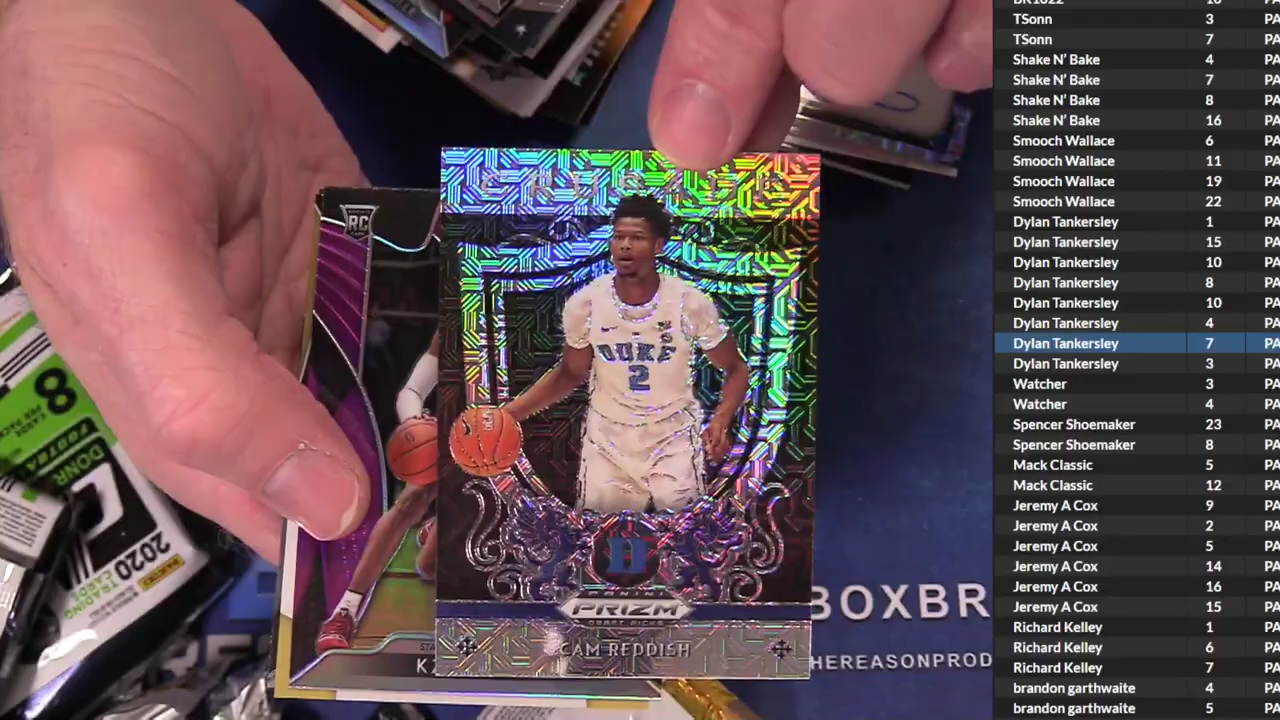 CRUSADE
RC
DUKE
2
D
PANINI
PRIZM
DRAFT PICKS
CAM REDDISH
8
CARDS
DONR
2020
TRADING
CARDS
BOXBR
HEREASONPROD
TSonn 3 PA
TSonn 7 PA
Shake N' Bake 4 PA
Shake N' Bake 7 PA
Shake N' Bake 8 PA
Shake N' Bake 16 PA
Smooch Wallace 6 PA
Smooch Wallace 11 PA
Smooch Wallace 19 PA
Smooch Wallace 22 PA
Dylan Tankersley 1 PA
Dylan Tankersley 15 PA
Dylan Tankersley 10 PA
Dylan Tankersley 8 PA
Dylan Tankersley 10 PA
Dylan Tankersley 4 PA
Dylan Tankersley 7 PA
Dylan Tankersley 3 PA
Watcher 3 PA
Watcher 4 PA
Spencer Shoemaker 23 PA
Spencer Shoemaker 8 PA
Mack Classic 5 PA
Mack Classic 12 PA
Jeremy A Cox 9 PA
Jeremy A Cox 2 PA
Jeremy A Cox 5 PA
Jeremy A Cox 14 PA
Jeremy A Cox 16 PA
Jeremy A Cox 15 PA
Richard Kelley 1 PA
Richard Kelley 6 PA
Richard Kelley 7 PA
brandon garthwaite 4 PA
brandon garthwaite 5 PA